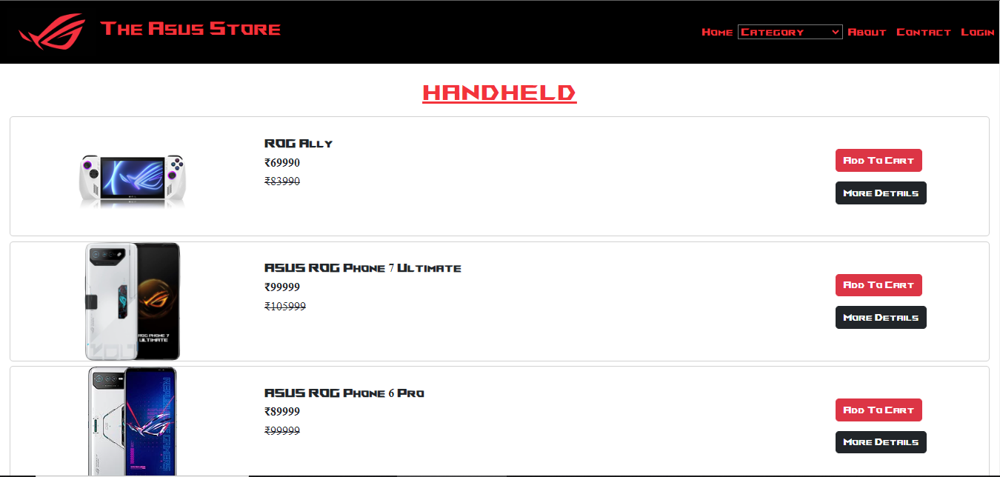 The Asus Store
Home Category About Contact Login
HANDHELD
ROG Ally
₹69990
₹83990
Add To Cart
More Details
ASUS ROG Phone 7 Ultimate
₹99999
₹105999
Add To Cart
More Details
ROG PHONE 7
ULTIMATE
ASUS ROG Phone 6 Pro
₹89999
₹99999
Add To Cart
More Details